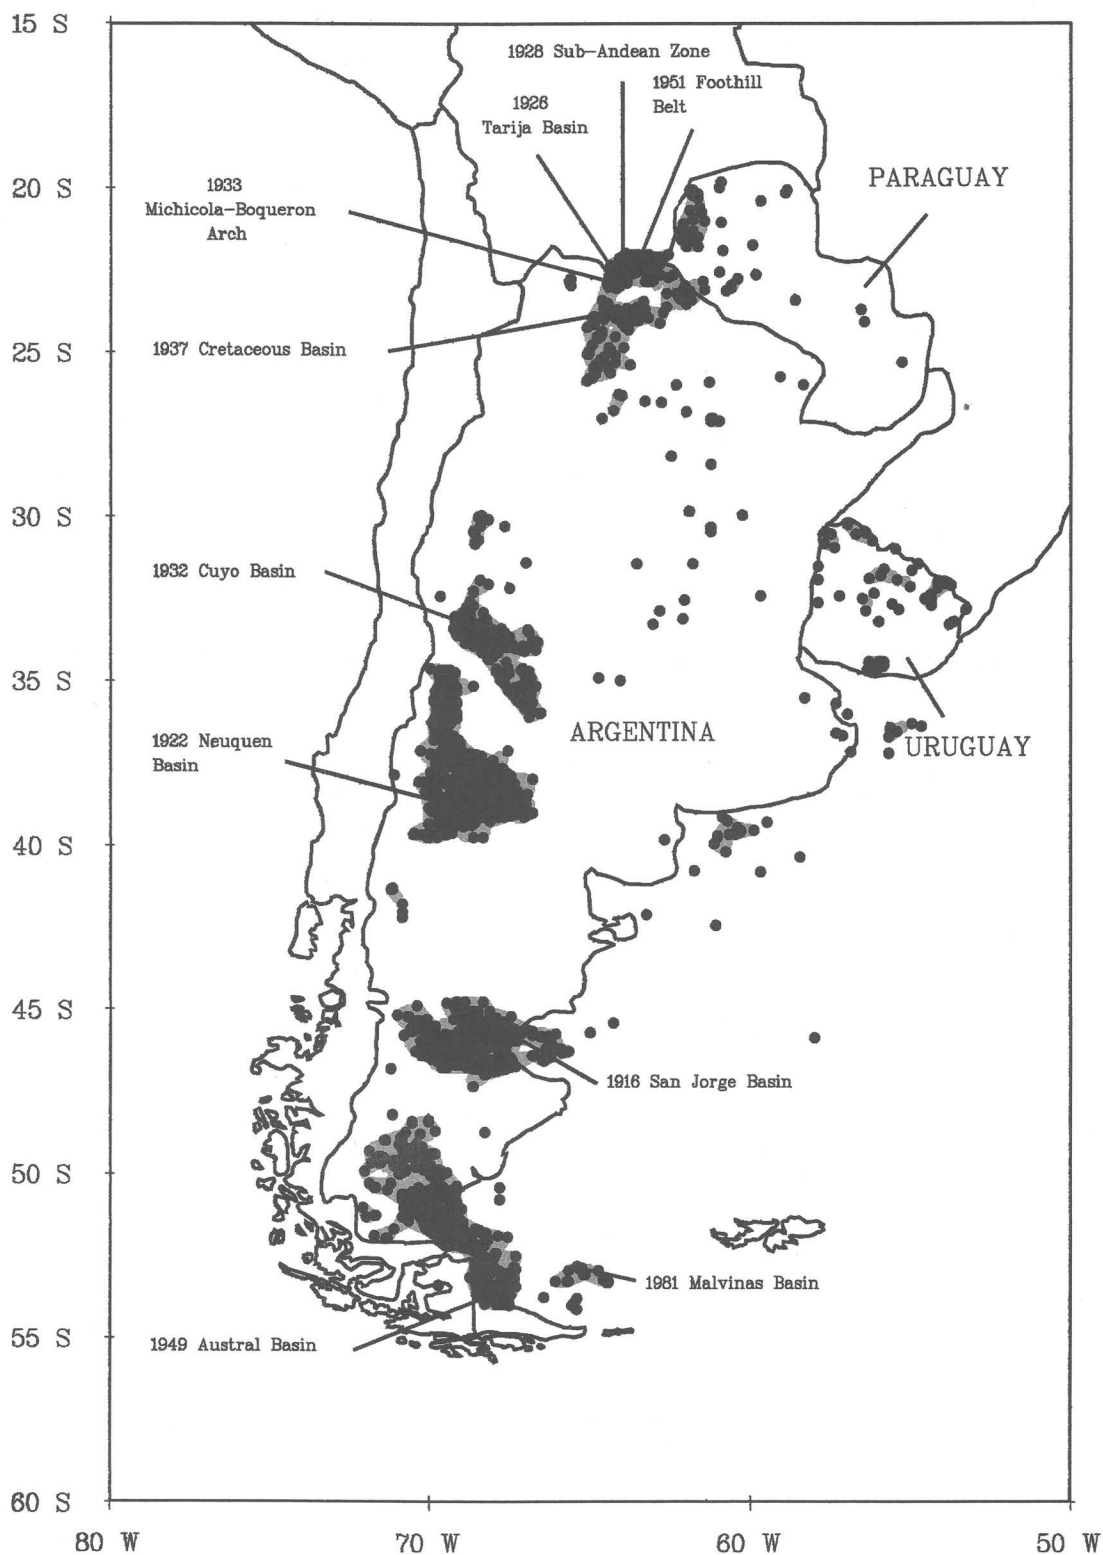 15 S
1928 Sub-Andean Zone
1951 Foothill
Belt
1926
Tarija Basin
PARAGUAY
20 S
1933
Michicola-Boqueron
Arch
25 S
1937 Cretaceous Basin
30 S
1932 Cuyo Basin
35 S
ARGENTINA
URUGUAY
1922 Neuquen
Basin
40 S
45 S
1916 San Jorge Basin
50 S
1981 Malvinas Basin
55 S
1949 Austral Basin
60 S
80 W
70 W
60 W
50 W